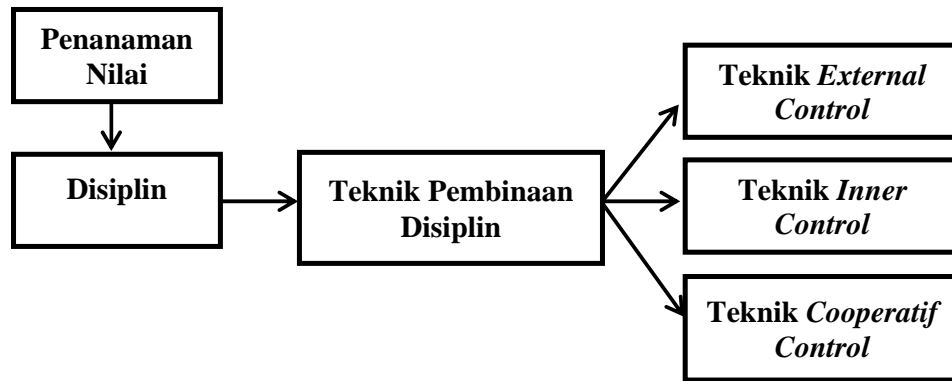 Penanaman
Nilai
Disiplin
Teknik Pembinaan
Disiplin
Teknik External
Control
Teknik Inner
Control
Teknik Cooperatif
Control